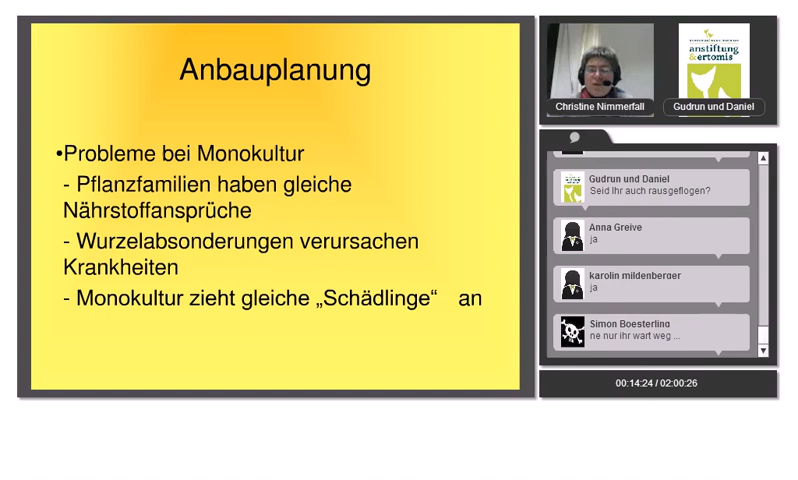 Anbauplanung
•Probleme bei Monokultur
- Pflanzfamilien haben gleiche
Nährstoffansprüche
- Wurzelabsonderungen verursachen
Krankheiten
- Monokultur zieht gleiche „Schädlinge“ an
Christine Nimmerfall
anstiftung
&ertomis
Gudrun und Daniel
Gudrun und Daniel
Seid Ihr auch rausgeflogen?
Anna Greive
ja
karolin mildenberger
ja
Simon Boesterling
ne nur ihr wart weg ...
00:14:24 / 02:00:26